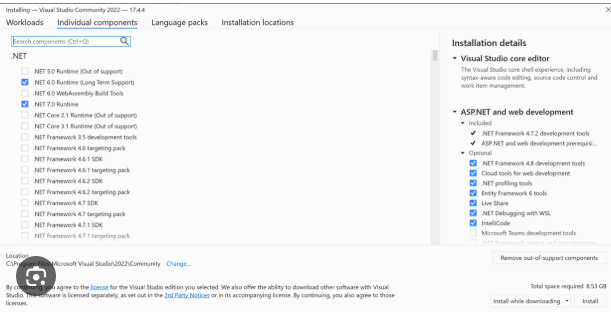 Installing — Visual Studio Community 2022 — 17.4.4
Workloads Individual components Language packs Installation locations
Search components (Ctrl+Q)
.NET
.NET 5.0 Runtime (Out of support)
.NET 6.0 Runtime (Long Term Support)
.NET 6.0 WebAssembly Build Tools
.NET 7.0 Runtime
.NET Core 2.1 Runtime (Out of support)
.NET Core 3.1 Runtime (Out of support)
.NET Framework 3.5 development tools
.NET Framework 4.6 targeting pack
.NET Framework 4.6.1 SDK
.NET Framework 4.6.1 targeting pack
.NET Framework 4.6.2 SDK
.NET Framework 4.6.2 targeting pack
.NET Framework 4.7 SDK
.NET Framework 4.7 targeting pack
.NET Framework 4.7.1 SDK
.NET Framework 4.7.1 targeting pack
Installation details
Visual Studio core editor
The Visual Studio core shell experience, including
syntax-aware code editing, source code control and
work item management.
ASP.NET and web development
Included
.NET Framework 4.7.2 development tools
ASP.NET and web development prerequisi...
Optional
.NET Framework 4.8 development tools
Cloud tools for web development
.NET profiling tools
Entity Framework 6 tools
Live Share
.NET Debugging with WSL
IntelliCode
Microsoft Teams development tools
Location
C:\Program Files\Microsoft Visual Studio\2022\Community Change...
Remove out-of-support components
By continuing, you agree to the license for the Visual Studio edition you selected. We also offer the ability to download other software with Visual
Studio. This software is licensed separately, as set out in the 3rd Party Notices or in its accompanying license. By continuing, you also agree to those
licenses.
Total space required 8.53 GB
Install while downloading Install